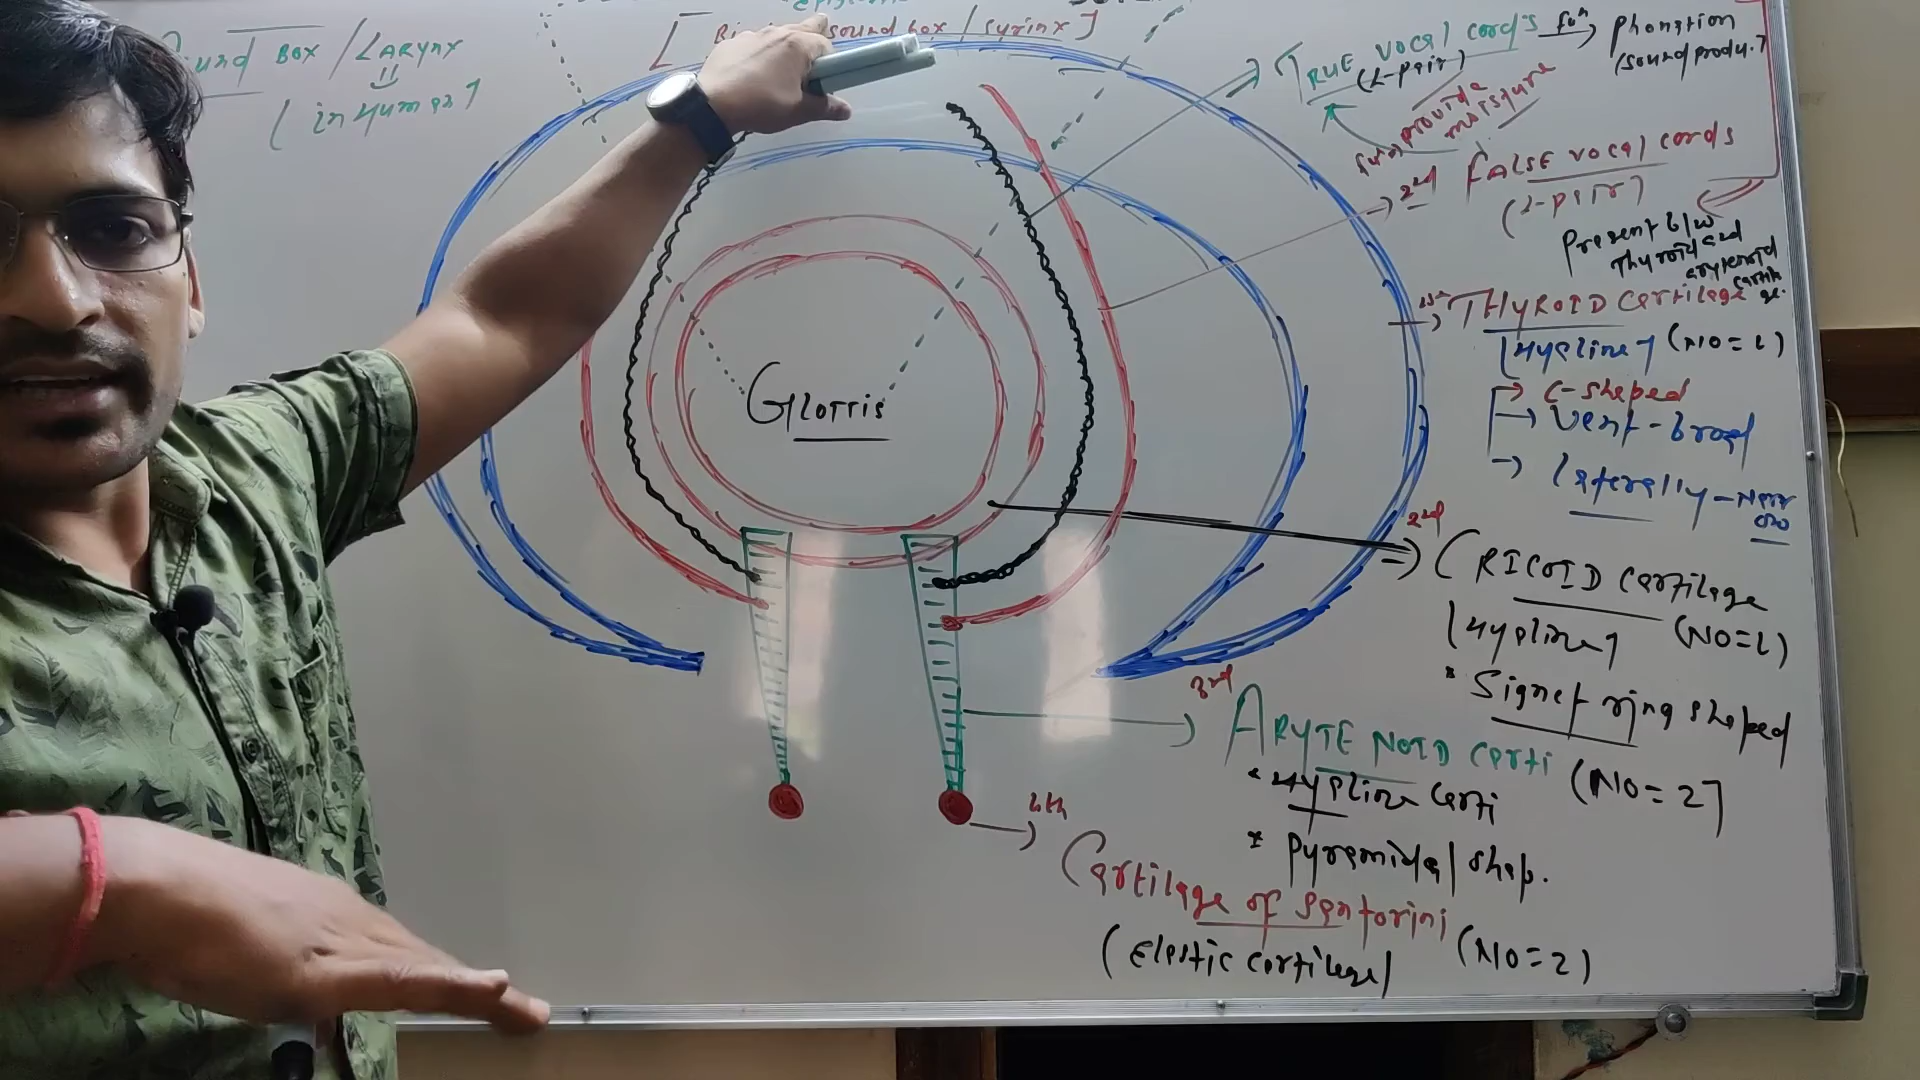 SOUND BOX / LARYNX
[in humans]
sound box / syrinx]
TRUE vocal cords fun Phonation
(1-pair) (sound produ.)
fun) provide moisture
2nd FALSE vocal cords
(1-pair)
Present b/w
Thyroid and
arytenoid
cartilage.
1st THYROID cartilage
[Hyaline] (NO=1)
C-shaped
Vent-broad
laterally-narrow
GLOTTIS
2nd
CRICOID cartilage
[Hyaline] (NO=1)
* Signet ring shaped
3rd
ARYTENOID carti (NO=2]
* Hyaline carti
* Pyramidal shap.
4th
Cartilage of santorini
(Elastic cartilage) (NO=2)